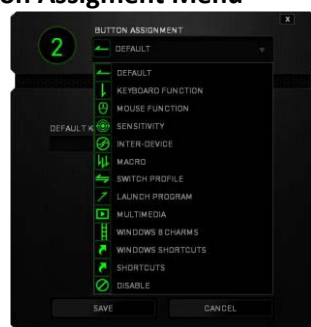 on Assignment Menu
X
BUTTON ASSIGNMENT
2
DEFAULT
DEFAULT
KEYBOARD FUNCTION
MOUSE FUNCTION
DEFAULT K
SENSITIVITY
INTER-DEVICE
MACRO
SWITCH PROFILE
LAUNCH PROGRAM
MULTIMEDIA
WINDOWS 8 CHARMS
WINDOWS SHORTCUTS
SHORTCUTS
DISABLE
SAVE CANCEL